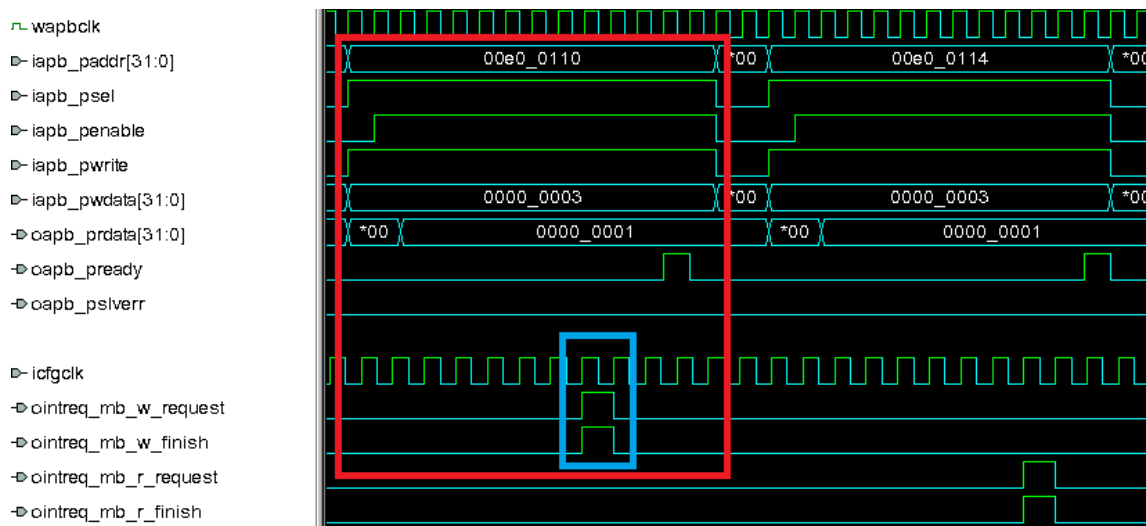 wapbclk
iapb_paddr[31:0] 00e0_0110 *00 00e0_0114 *00
iapb_psel
iapb_penable
iapb_pwrite
iapb_pwdata[31:0] 0000_0003 *00 0000_0003 *00
oapb_prdata[31:0] *00 0000_0001 *00 0000_0001
oapb_pready
oapb_pslverr
icfgclk
ointreq_mb_w_request
ointreq_mb_w_finish
ointreq_mb_r_request
ointreq_mb_r_finish